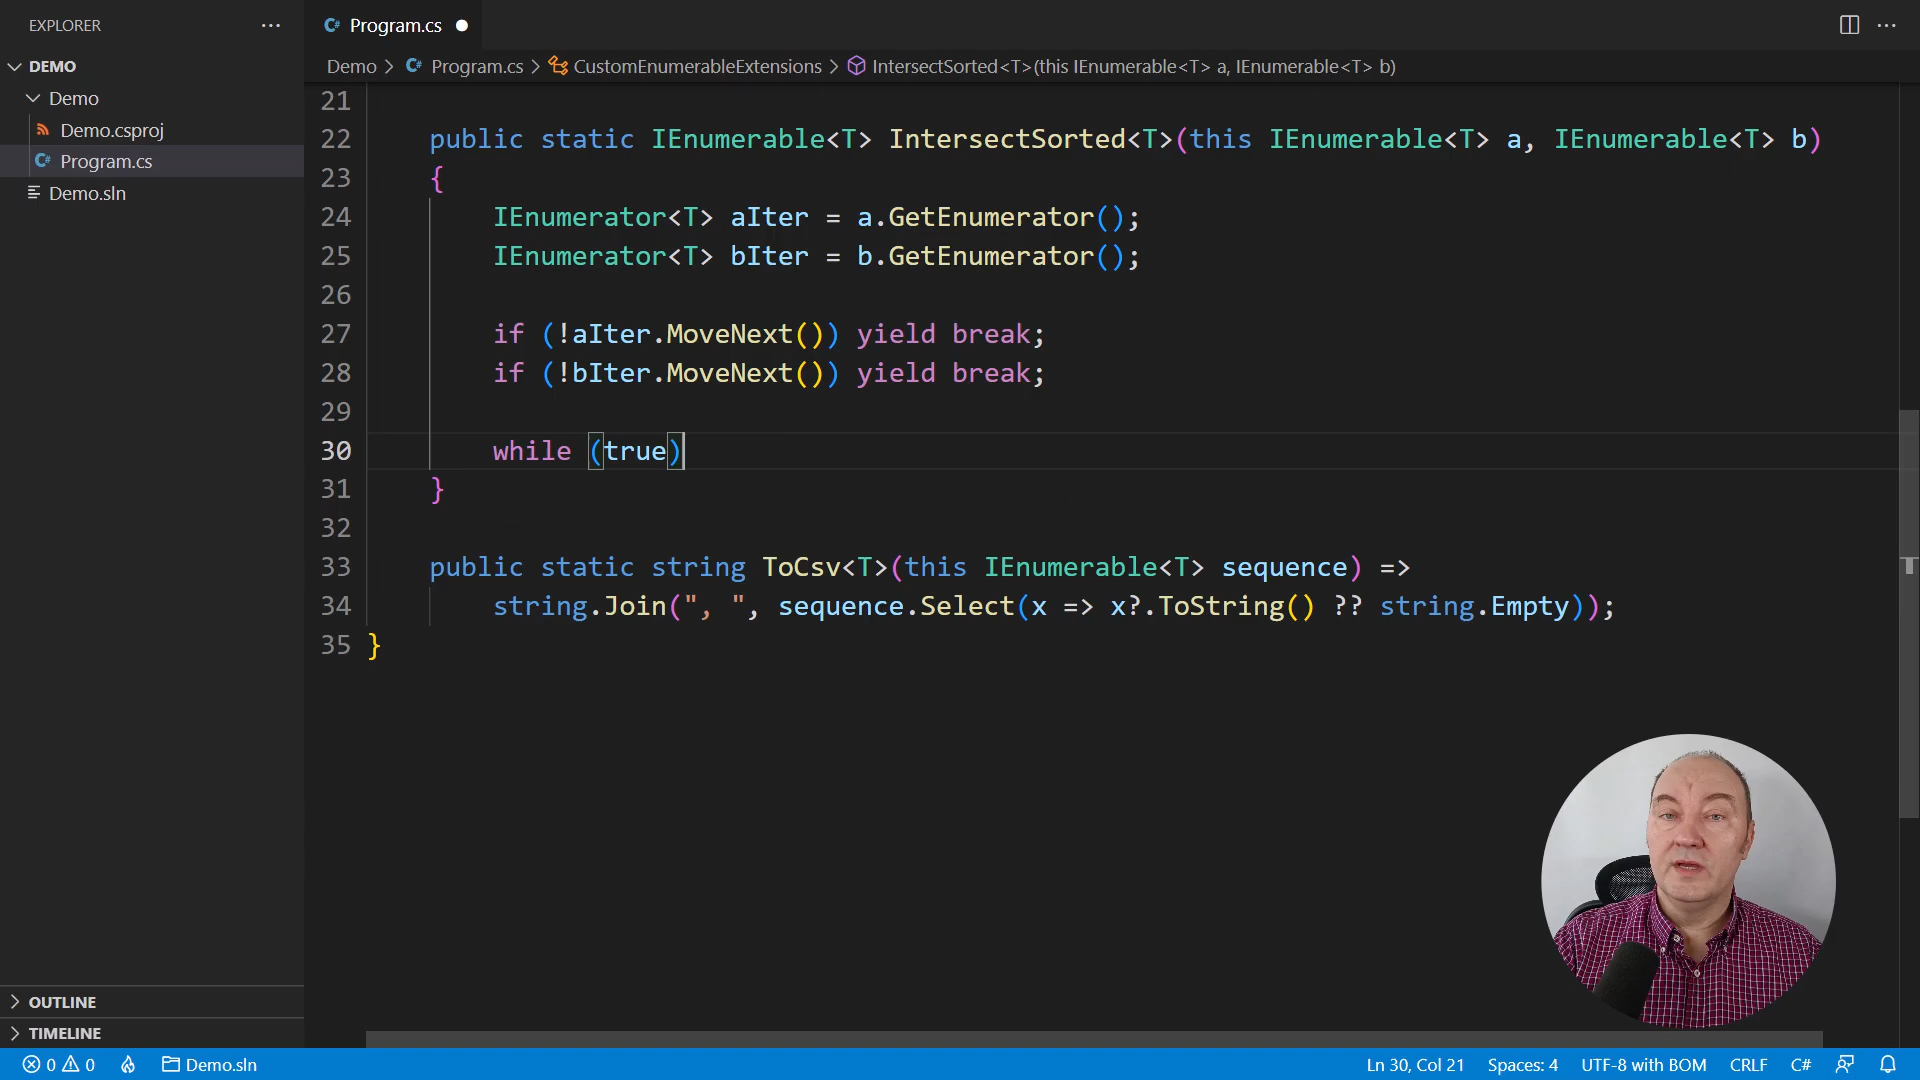 EXPLORER
DEMO
Demo
Demo.csproj
Program.cs
Demo.sln
OUTLINE
TIMELINE
Program.cs
Demo > Program.cs > CustomEnumerableExtensions > IntersectSorted<T>(this IEnumerable<T> a, IEnumerable<T> b)
21
22 public static IEnumerable<T> IntersectSorted<T>(this IEnumerable<T> a, IEnumerable<T> b)
23 {
24 IEnumerator<T> aIter = a.GetEnumerator();
25 IEnumerator<T> bIter = b.GetEnumerator();
26
27 if (!aIter.MoveNext()) yield break;
28 if (!bIter.MoveNext()) yield break;
29
30 while (true)
31 }
32
33 public static string ToCsv<T>(this IEnumerable<T> sequence) =>
34 string.Join(", ", sequence.Select(x => x?.ToString() ?? string.Empty));
35 }
0 0 Demo.sln Ln 30, Col 21 Spaces: 4 UTF-8 with BOM CRLF C#